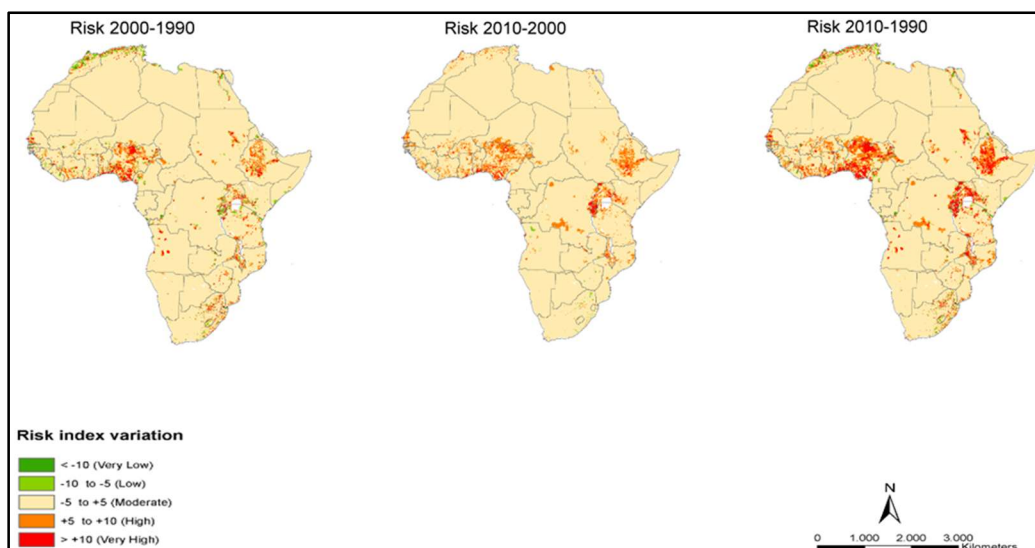 Risk 2000-1990
Risk 2010-2000
Risk 2010-1990
Risk index variation
< -10 (Very Low)
-10 to -5 (Low)
-5 to +5 (Moderate)
+5 to +10 (High)
> +10 (Very High)
N
0 1.000 2.000 3.000
Kilometers